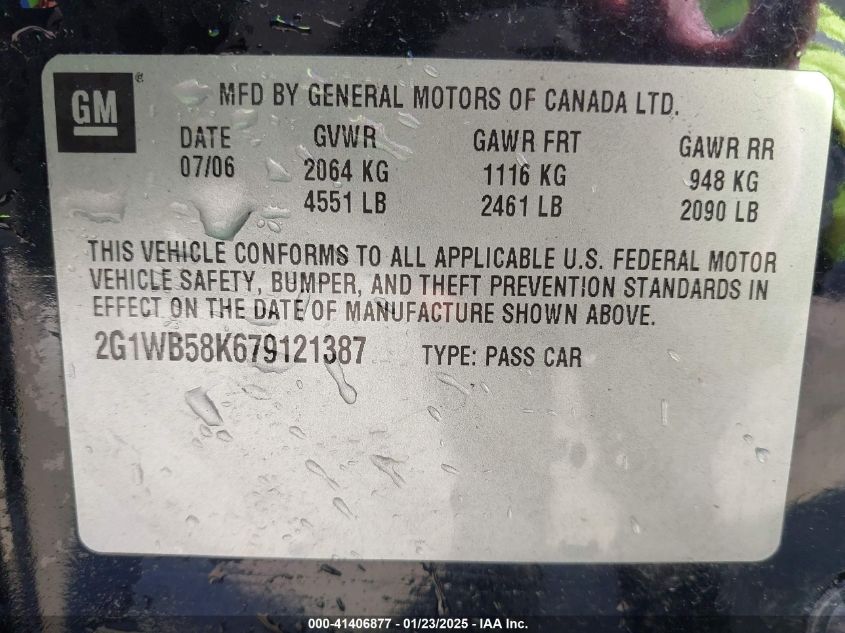 GM ®
MFD BY GENERAL MOTORS OF CANADA LTD.
DATE GVWR GAWR FRT GAWR RR
07/06 2064 KG 1116 KG 948 KG
4551 LB 2461 LB 2090 LB
THIS VEHICLE CONFORMS TO ALL APPLICABLE U.S. FEDERAL MOTOR
VEHICLE SAFETY, BUMPER, AND THEFT PREVENTION STANDARDS IN
EFFECT ON THE DATE OF MANUFACTURE SHOWN ABOVE.
2G1WB58K679121387 TYPE: PASS CAR
000-41406877 - 01/23/2025 - IAA Inc.